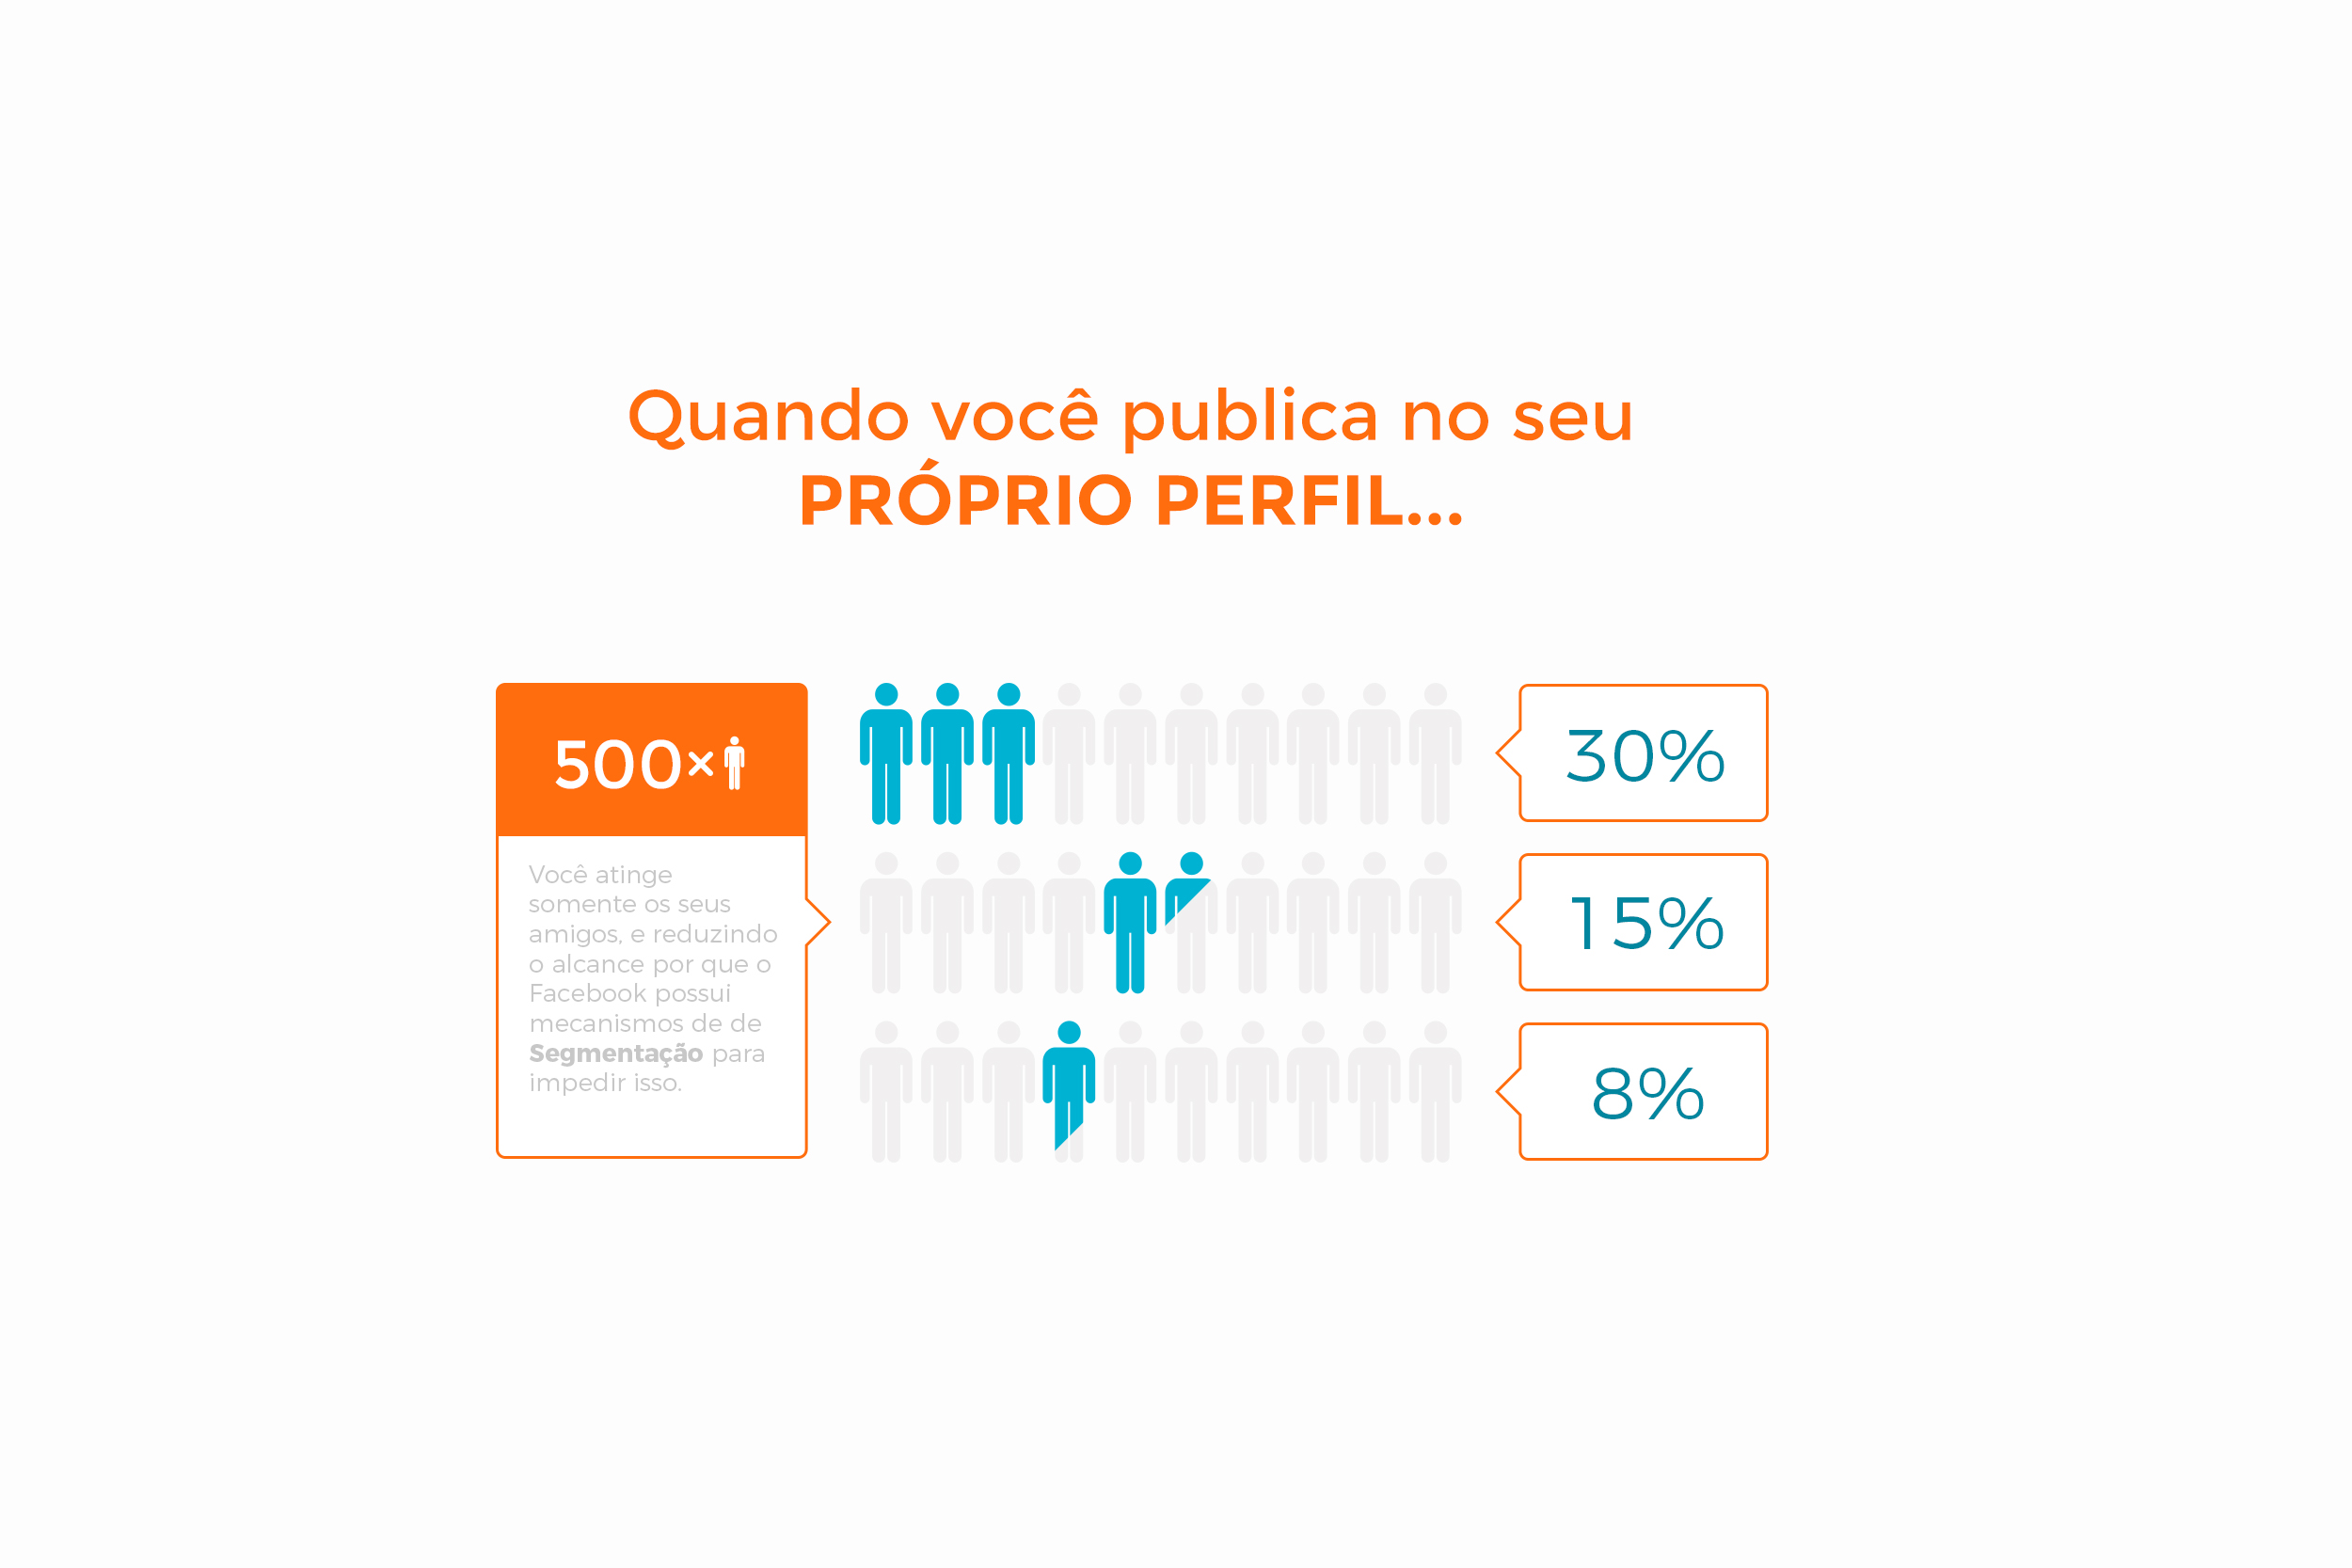 Quando você publica no seu
PRÓPRIO PERFIL....
500×
Você atinge
somente os seus
amigos, e reduzindo
o alcance por que o
Facebook possui
mecanismos de de
Segmentação para
impedir isso.
30%
15%
8%